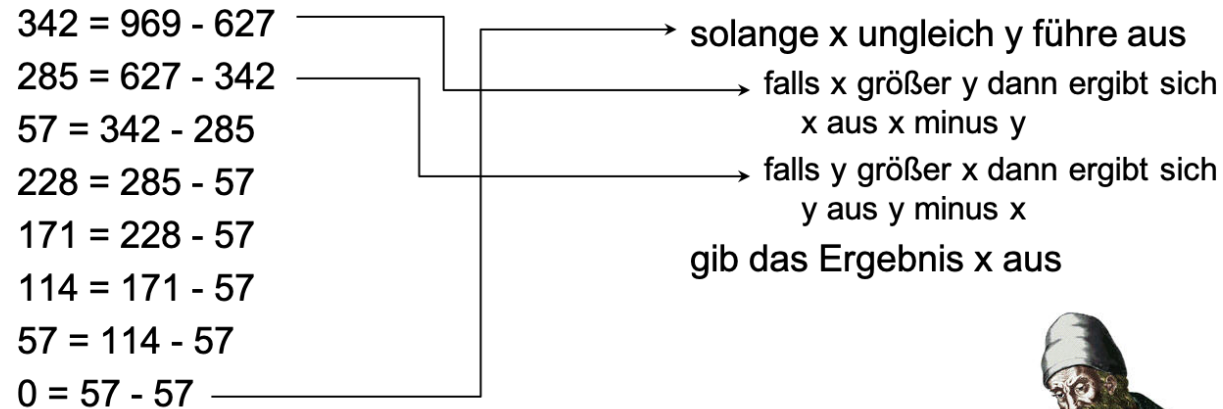 342 = 969 - 627
285 = 627 - 342
57 = 342 - 285
228 = 285 - 57
171 = 228 - 57
114 = 171 - 57
57 = 114 - 57
0 = 57 - 57
solange x ungleich y führe aus
falls x größer y dann ergibt sich
x aus x minus y
falls y größer x dann ergibt sich
y aus y minus x
gib das Ergebnis x aus